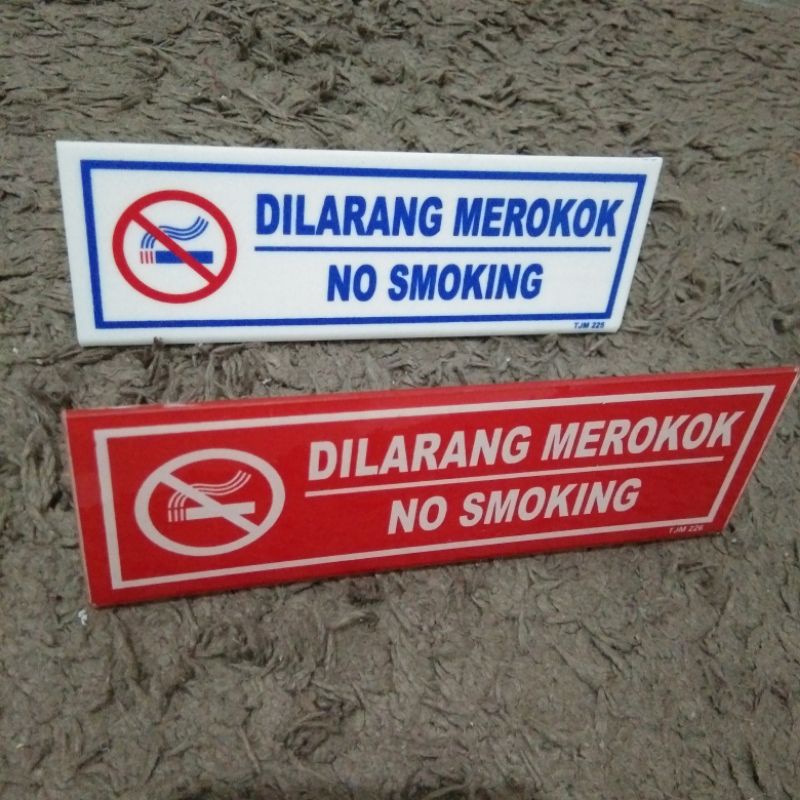 DILARANG MEROKOK
NO SMOKING
TJM 225
DILARANG MEROKOK
NO SMOKING
TJM 226